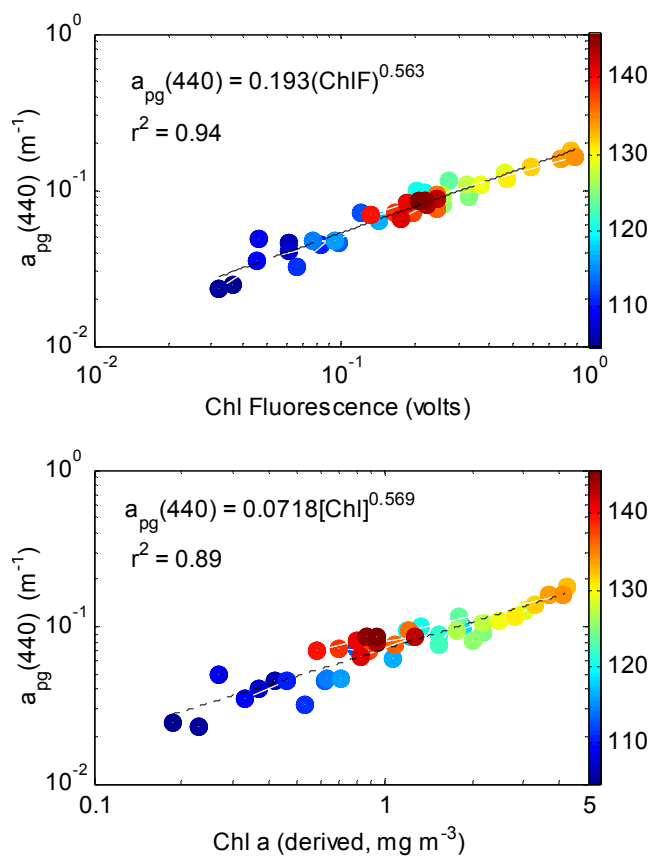 10^0
a_pg(440) = 0.193(ChlF)^0.563
r^2 = 0.94
140
130
120
110
a_pg(440) (m^-1)
10^-1
10^-2
10^-2 10^-1 10^0
Chl Fluorescence (volts)
10^0
a_pg(440) = 0.0718[Chl]^0.569
r^2 = 0.89
140
130
120
110
a_pg(440) (m^-1)
10^-1
10^-2
0.1 1 5
Chl a (derived, mg m^-3)